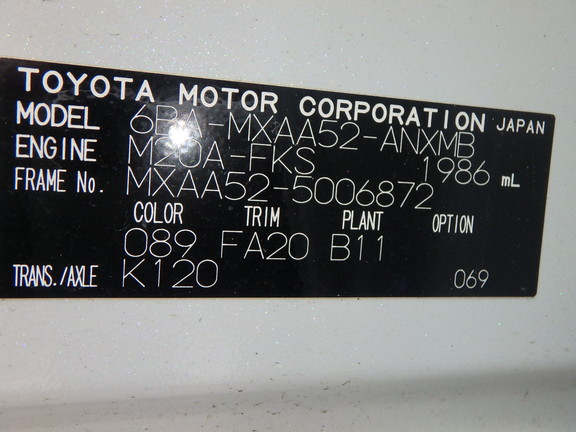 TOYOTA MOTOR CORPORATION JAPAN
MODEL 6BA-MXAA52-ANXMB
ENGINE M20A-FKS 1986 mL
FRAME No. MXAA52-5006872
COLOR TRIM PLANT OPTION
089 FA20 B11
TRANS./AXLE K120 069